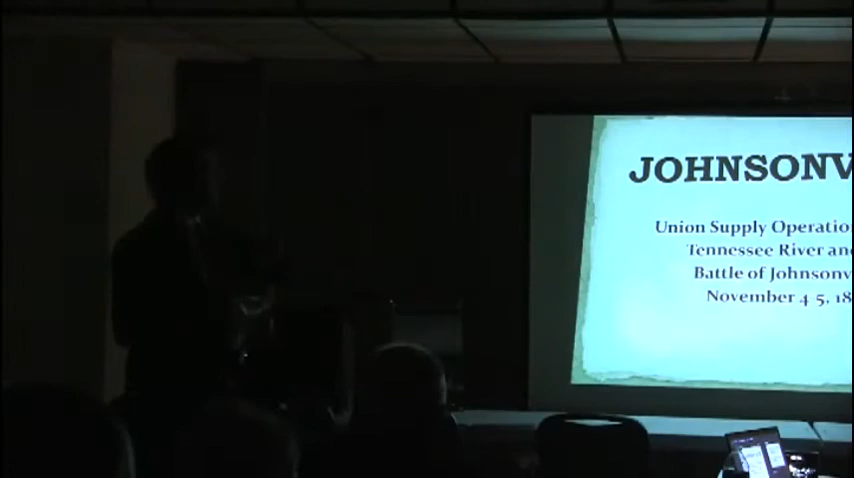 JOHNSONV
Union Supply Operatio
Tennessee River and
Battle of Johnsonv
November 4-5, 18